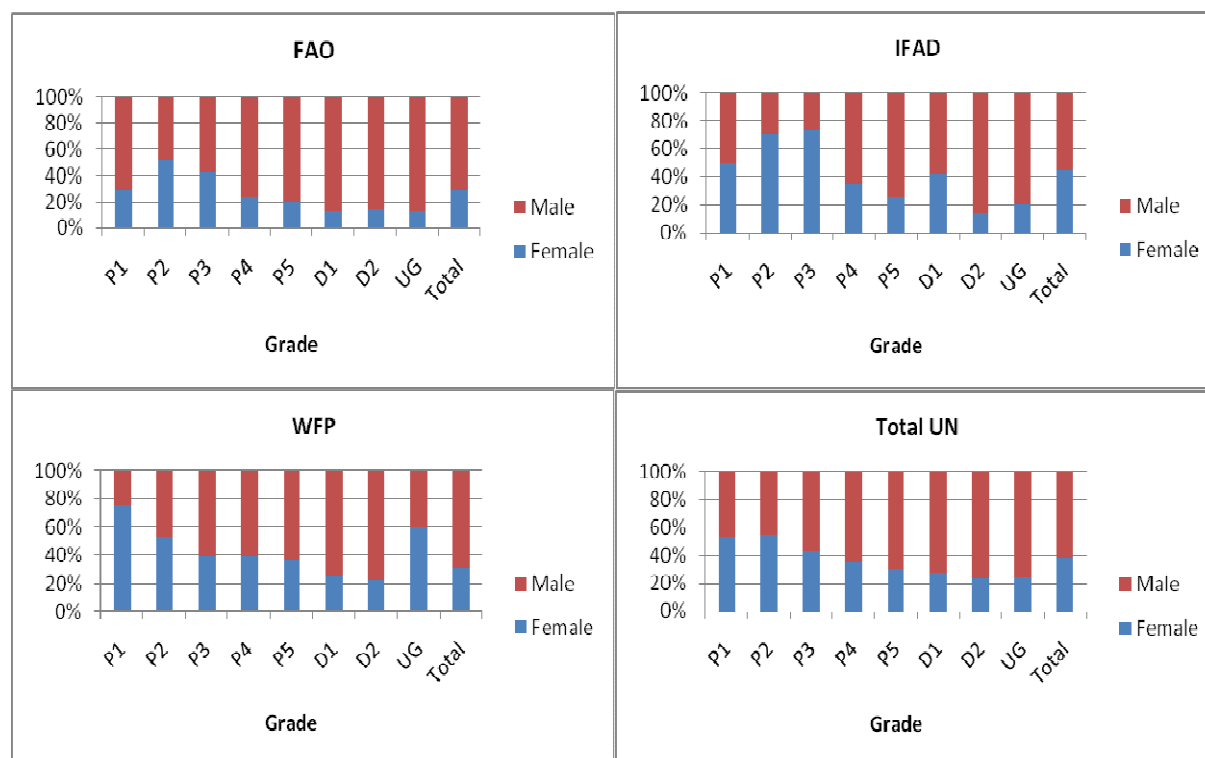 FAO
100%
80%
60%
40%
20%
0%
Male
Female
P1 P2 P3 P4 P5 D1 D2 UG Total
Grade
IFAD
100%
80%
60%
40%
20%
0%
Male
Female
P1 P2 P3 P4 P5 D1 D2 UG Total
Grade
WFP
100%
80%
60%
40%
20%
0%
Male
Female
P1 P2 P3 P4 P5 D1 D2 UG Total
Grade
Total UN
100%
80%
60%
40%
20%
0%
Male
Female
P1 P2 P3 P4 P5 D1 D2 UG Total
Grade